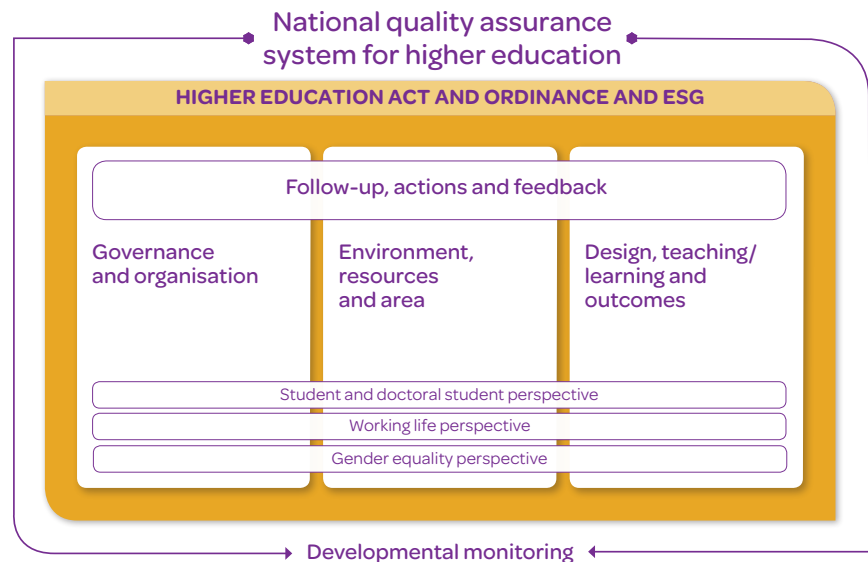 National quality assurance
system for higher education
HIGHER EDUCATION ACT AND ORDINANCE AND ESG
Follow-up, actions and feedback
Governance
and organisation
Environment,
resources
and area
Design, teaching/
learning and
outcomes
Student and doctoral student perspective
Working life perspective
Gender equality perspective
Developmental monitoring